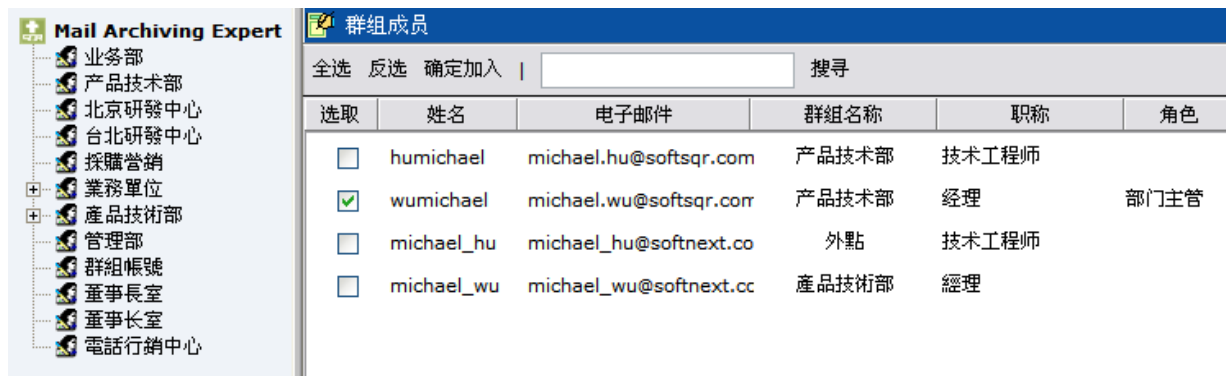 Mail Archiving Expert
业务部
产品技术部
北京研發中心
台北研發中心
採購營銷
業務單位
產品技術部
管理部
群組帳號
董事長室
董事长室
電話行銷中心
群组成员
全选 反选 确定加入 | 搜寻
选取 姓名 电子邮件 群组名称 职称 角色
humichael michael.hu@softsqr.com 产品技术部 技术工程师
wumichael michael.wu@softsqr.com 产品技术部 经理 部门主管
michael_hu michael_hu@softnext.co 外點 技术工程师
michael_wu michael_wu@softnext.cc 產品技術部 經理